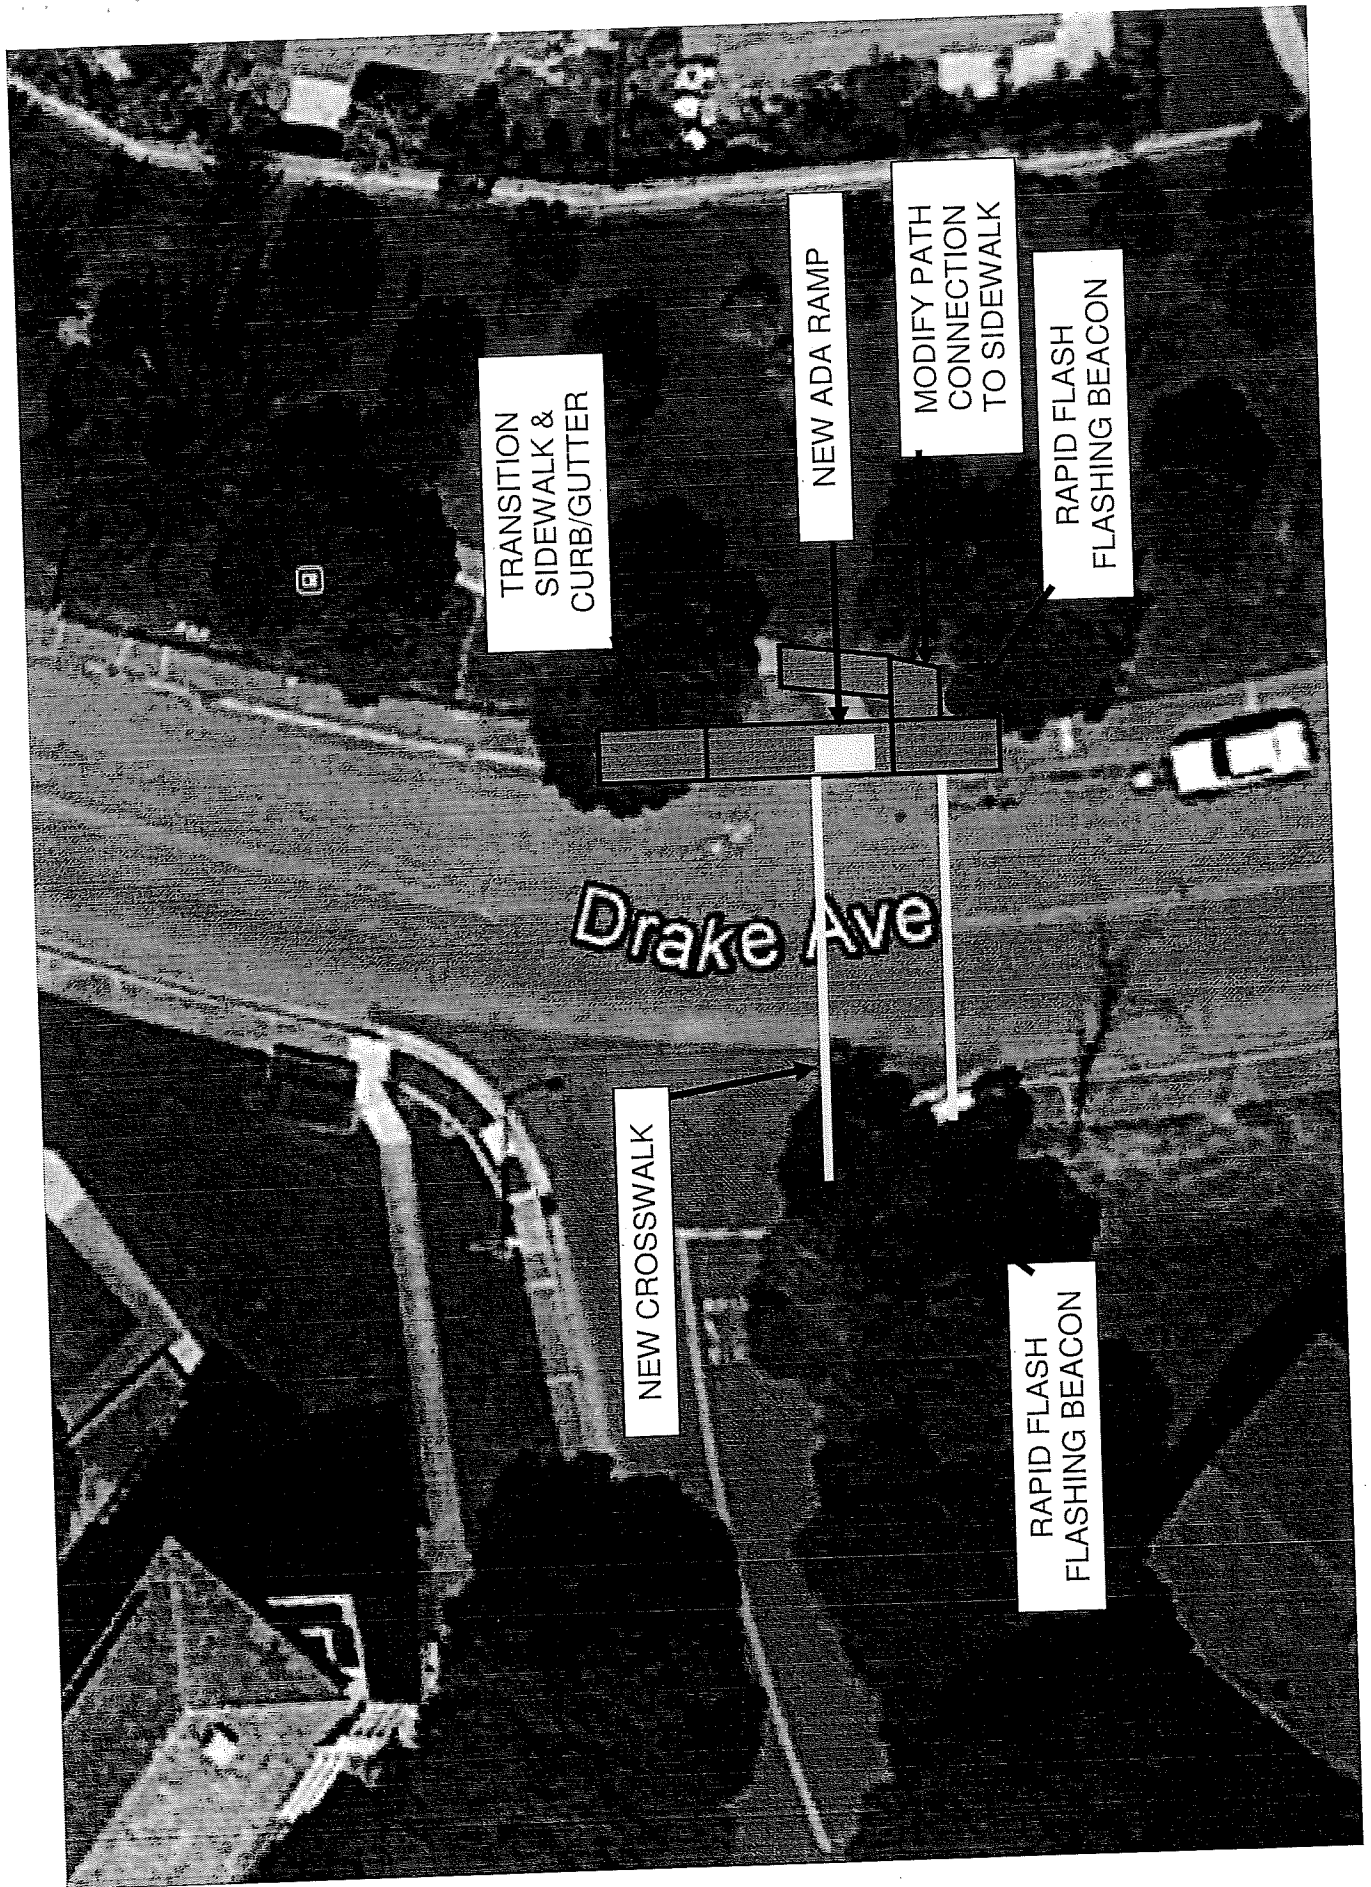 TRANSITION
SIDEWALK &
CURB/GUTTER
NEW ADA RAMP
MODIFY PATH
CONNECTION
TO SIDEWALK
RAPID FLASH
FLASHING BEACON
Drake Ave
NEW CROSSWALK
RAPID FLASH
FLASHING BEACON